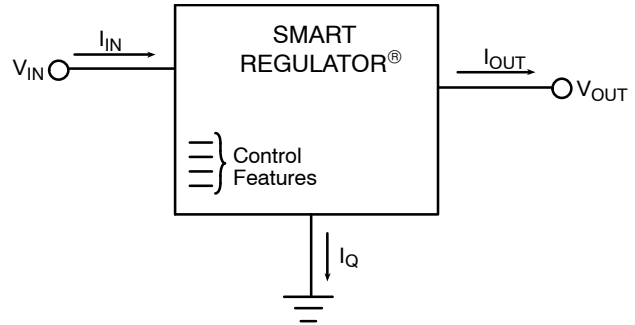 SMART
REGULATOR®
I_IN
V_IN
I_OUT
V_OUT
Control
Features
I_Q